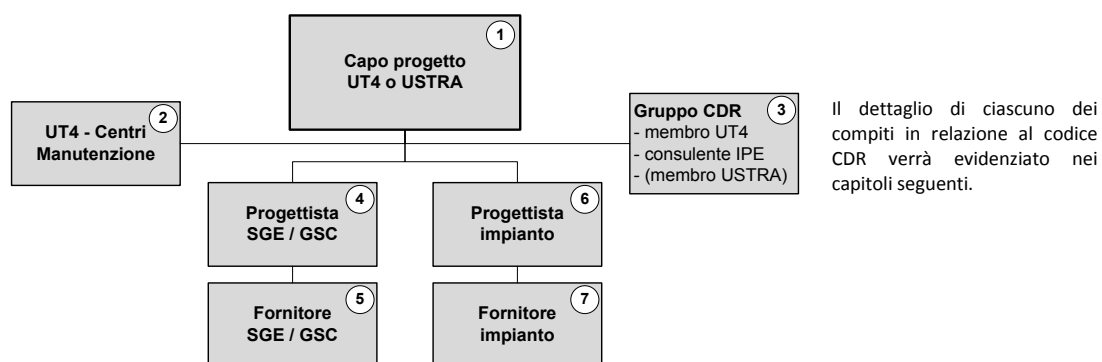 1
Capo progetto
UT4 o USTRA
2
UT4 - Centri
Manutenzione
3
Gruppo CDR
- membro UT4
- consulente IPE
- (membro USTRA)
Il dettaglio di ciascuno dei
compiti in relazione al codice
CDR verrà evidenziato nei
capitoli seguenti.
4
Progettista
SGE / GSC
6
Progettista
impianto
5
Fornitore
SGE / GSC
7
Fornitore
impianto